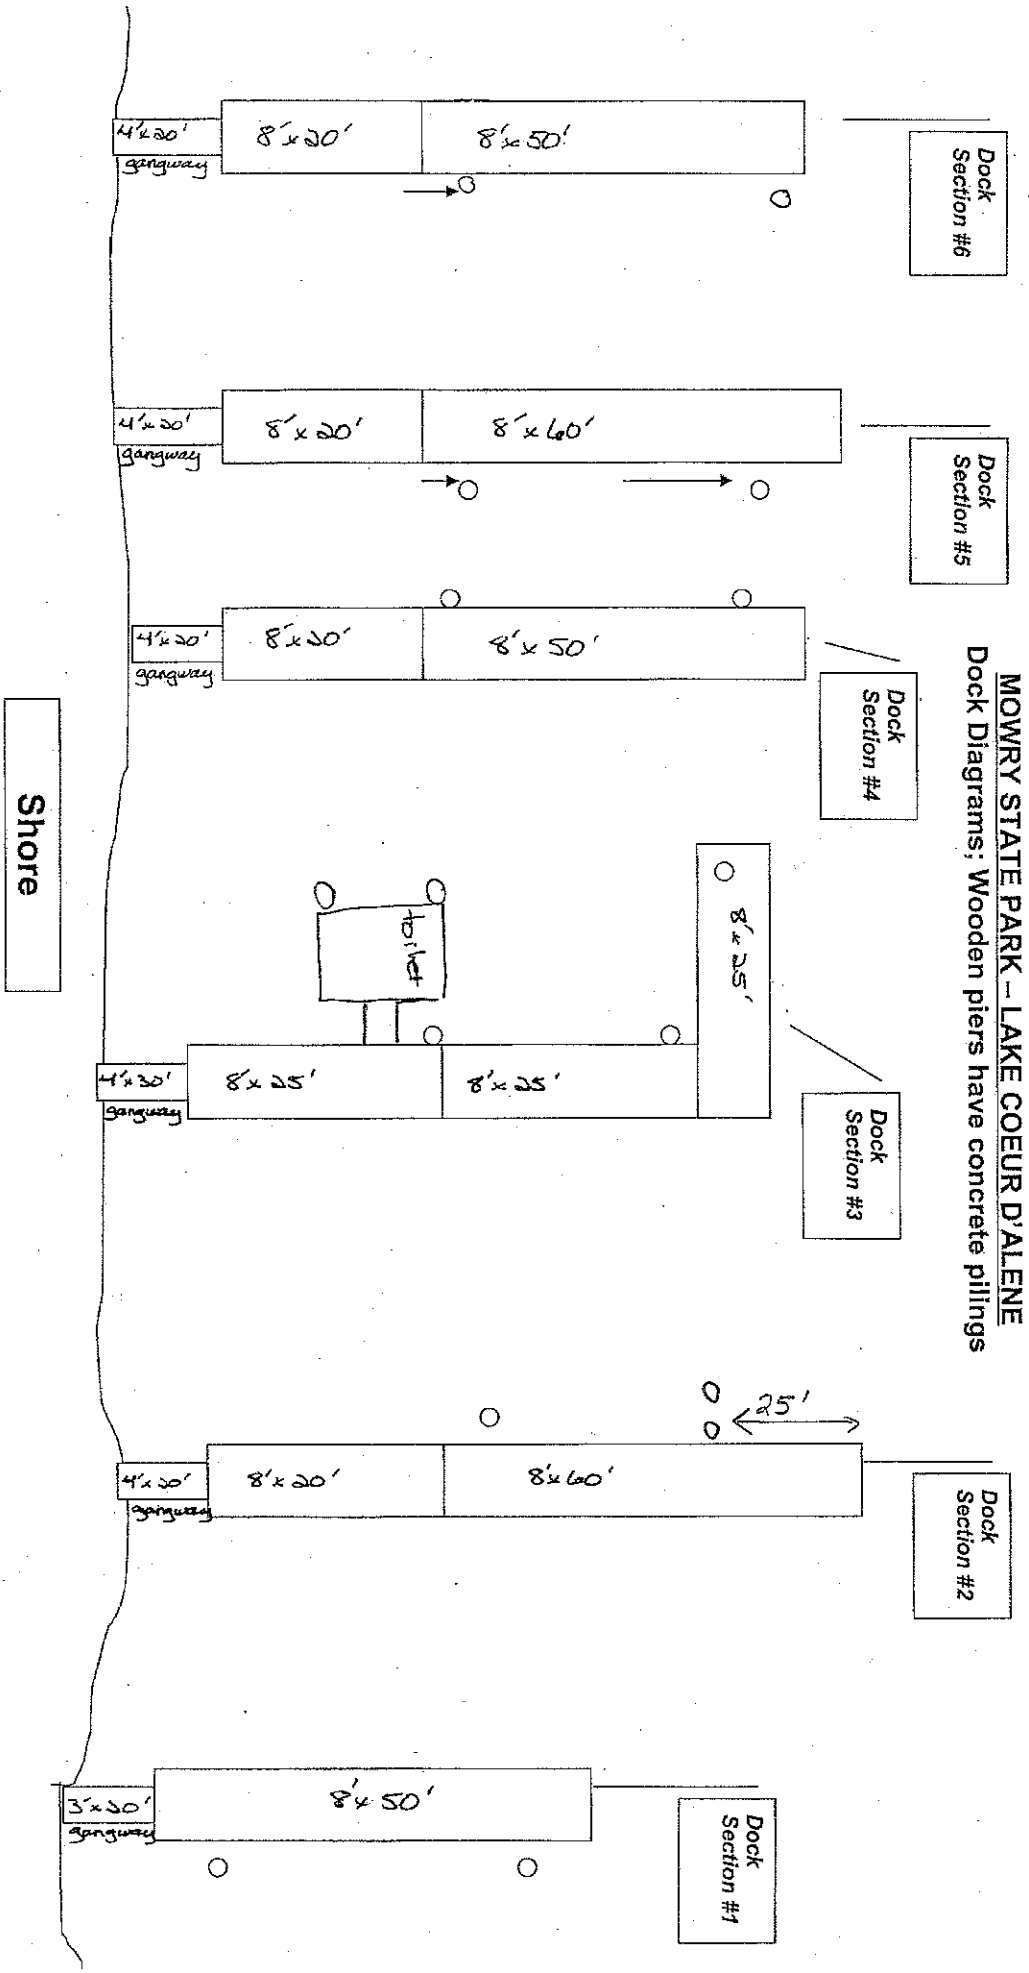 MOWRY STATE PARK – LAKE COEUR D'ALENE
Dock Diagrams; Wooden piers have concrete pilings
Dock
Section #6
8'x50'
8'x20'
4'x20'
gangway
Dock
Section #5
8'x60'
8'x20'
4'x20'
gangway
Dock
Section #4
8'x50'
8'x20'
4'x20'
gangway
Dock
Section #3
8'x25'
8'x25'
8'x25'
toilet
4'x30'
gangway
Dock
Section #2
25'
8'x60'
8'x20'
4'x20'
gangway
Dock
Section #1
8'x50'
3'x20'
gangway
Shore